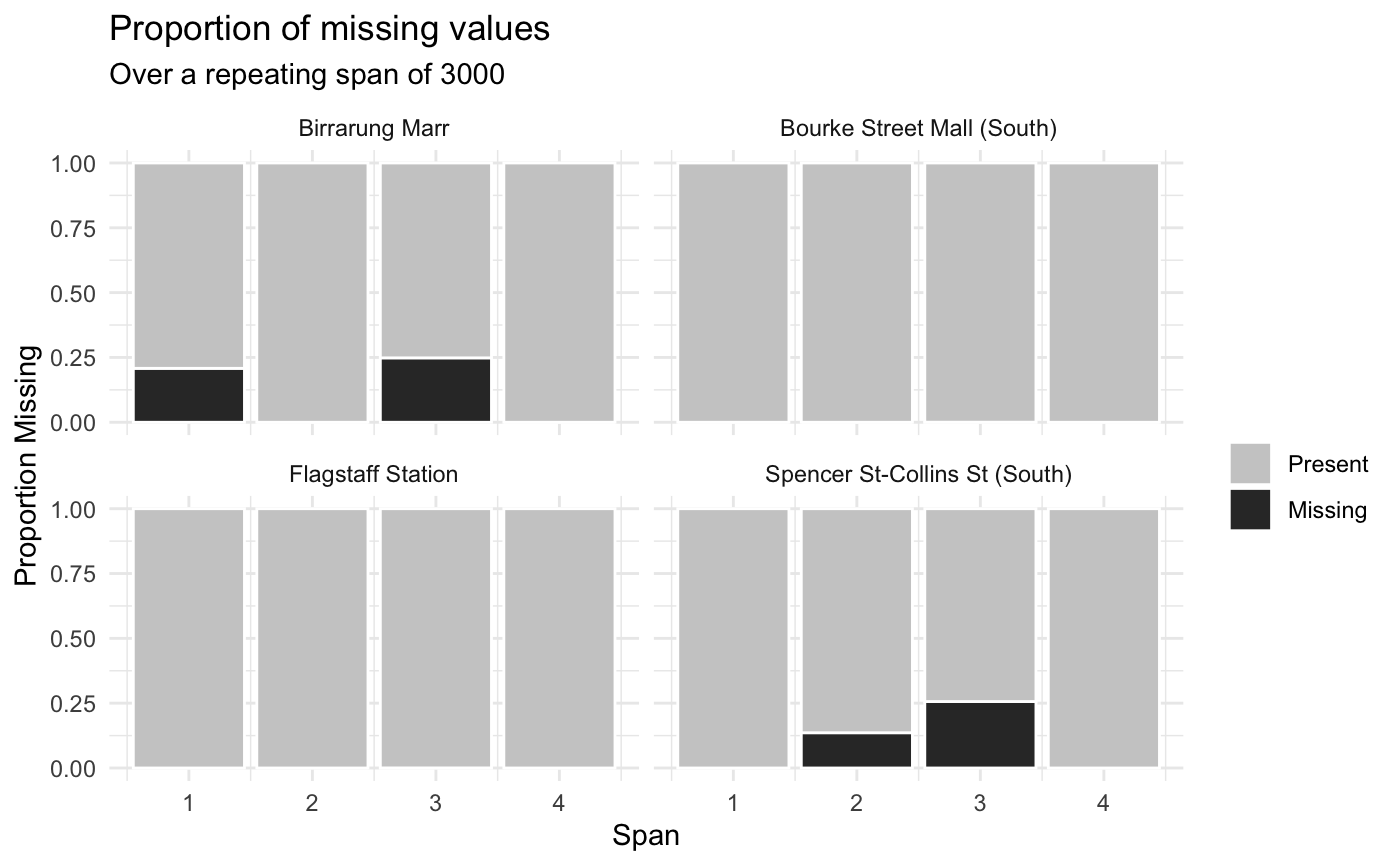 Proportion of missing values
Over a repeating span of 3000
Birrarung Marr
Bourke Street Mall (South)
1.00
0.75
0.50
0.25
0.00
Flagstaff Station
Spencer St-Collins St (South)
1.00
0.75
0.50
0.25
0.00
1 2 3 4 1 2 3 4
Span
Proportion Missing
Present
Missing